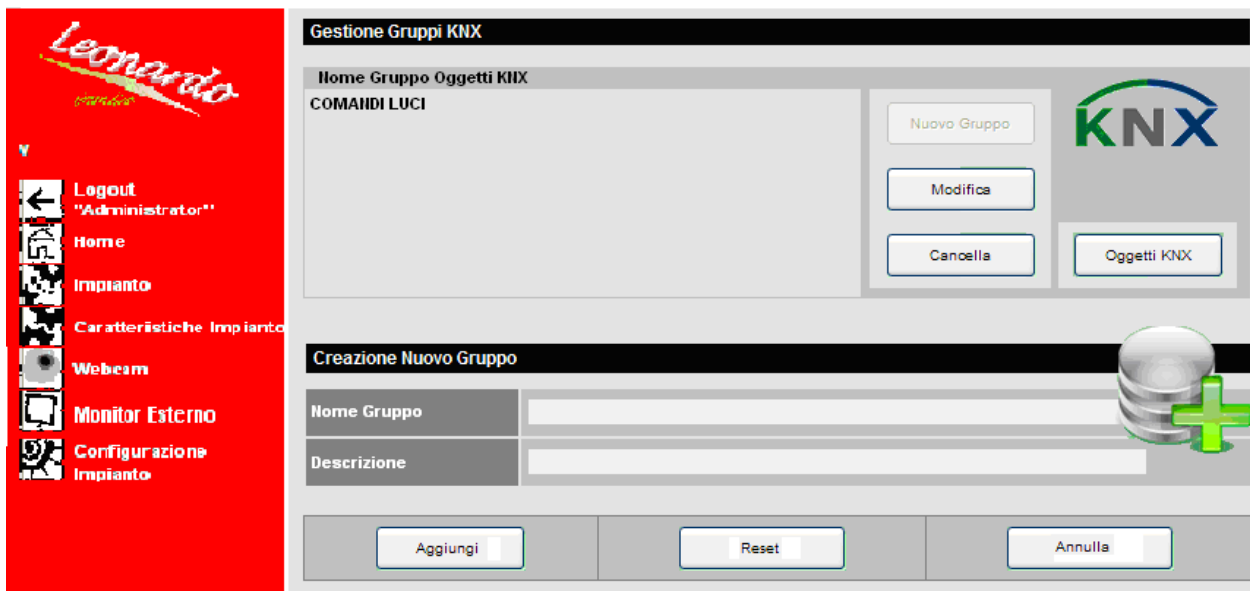 Leonardo
v
Logout
"Administrator"
Home
Impianto
Caratteristiche Impianto
Webcam
Monitor Esterno
Configurazione
Impianto
Gestione Gruppi KNX
Nome Gruppo Oggetti KNX
COMANDI LUCI
Nuovo Gruppo
Modifica
Cancella
KNX
Oggetti KNX
Creazione Nuovo Gruppo
Nome Gruppo
Descrizione
Aggiungi
Reset
Annulla